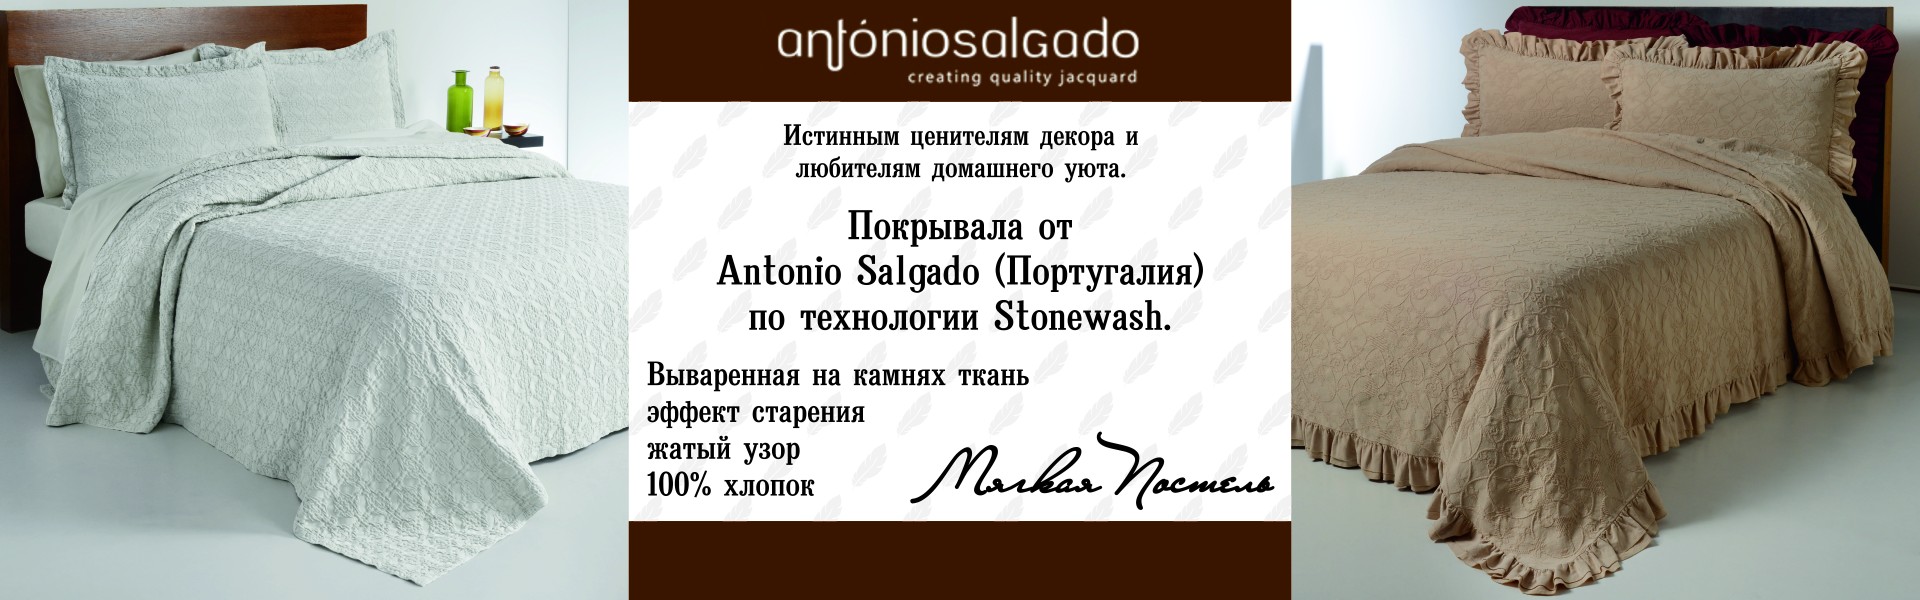 antóniosalgado
creating quality jacquard
Истинным ценителям декора и
любителям домашнего уюта.
Покрывала от
Antonio Salgado (Португалия)
по технологии Stonewash.
Вываренная на камнях ткань
эффект старения
жатый узор
100% хлопок
Мягкая Постель